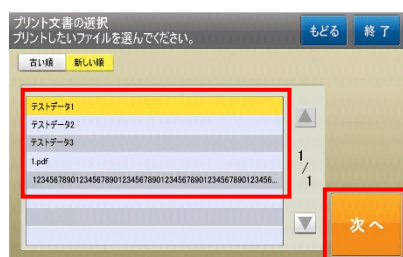 プリント文書の選択
プリントしたいファイルを選んでください。
もどる
終了
古い順
新しい順
テストデータ1
テストデータ2
テストデータ3
1.pdf
1234567890123456789012345678901234567890123456...
1/1
次へ